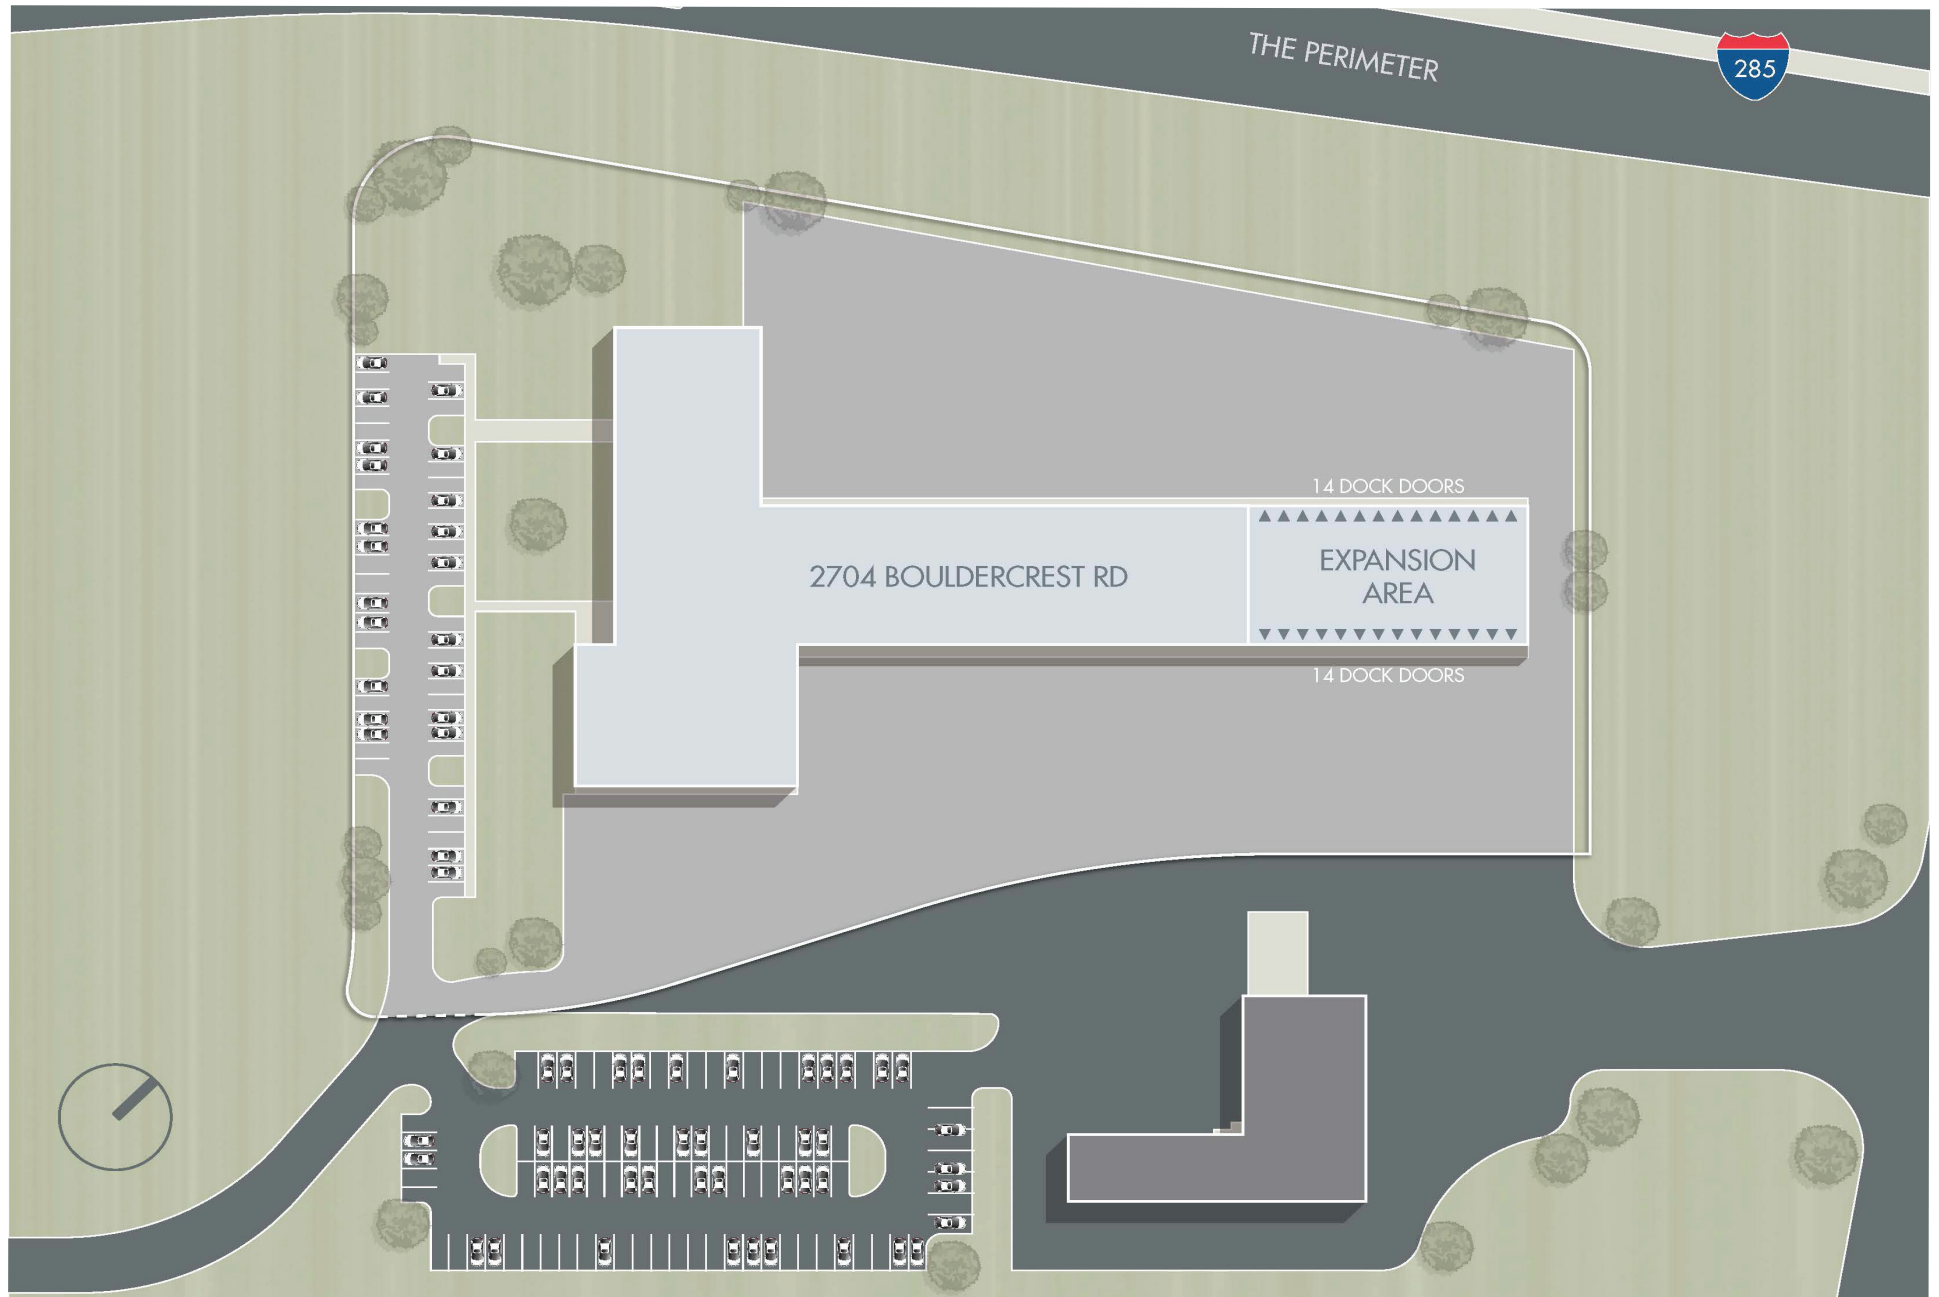 THE PERIMETER
285
14 DOCK DOORS
2704 BOULDERCREST RD
EXPANSION
AREA
14 DOCK DOORS